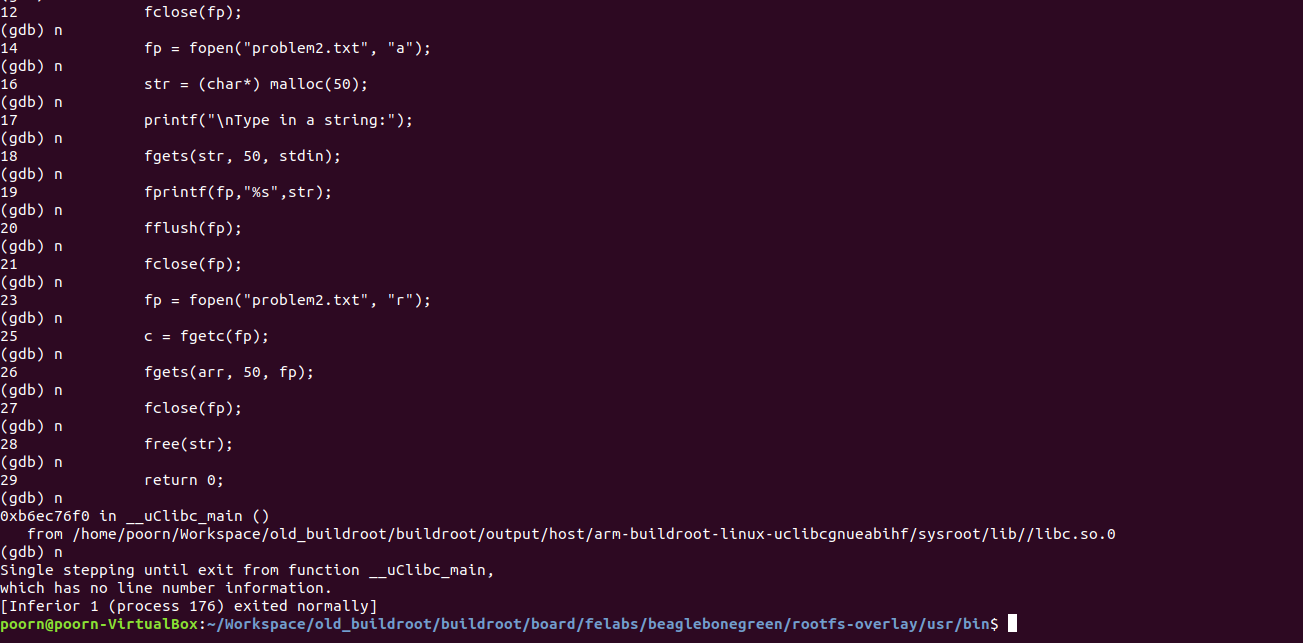 12              fclose(fp);
(gdb) n
14              fp = fopen("problem2.txt", "a");
(gdb) n
16              str = (char*) malloc(50);
(gdb) n
17              printf("\nType in a string:");
(gdb) n
18              fgets(str, 50, stdin);
(gdb) n
19              fprintf(fp,"%s",str);
(gdb) n
20              fflush(fp);
(gdb) n
21              fclose(fp);
(gdb) n
23              fp = fopen("problem2.txt", "r");
(gdb) n
25              c = fgetc(fp);
(gdb) n
26              fgets(arr, 50, fp);
(gdb) n
27              fclose(fp);
(gdb) n
28              free(str);
(gdb) n
29              return 0;
(gdb) n
0xb6ec76f0 in __uClibc_main ()
   from /home/poorn/Workspace/old_buildroot/buildroot/output/host/arm-buildroot-linux-uclibcgnueabihf/sysroot/lib//libc.so.0
(gdb) n
Single stepping until exit from function __uClibc_main,
which has no line number information.
[Inferior 1 (process 176) exited normally]
poorn@poorn-VirtualBox:~/Workspace/old_buildroot/buildroot/board/felabs/beaglebonegreen/rootfs-overlay/usr/bin$